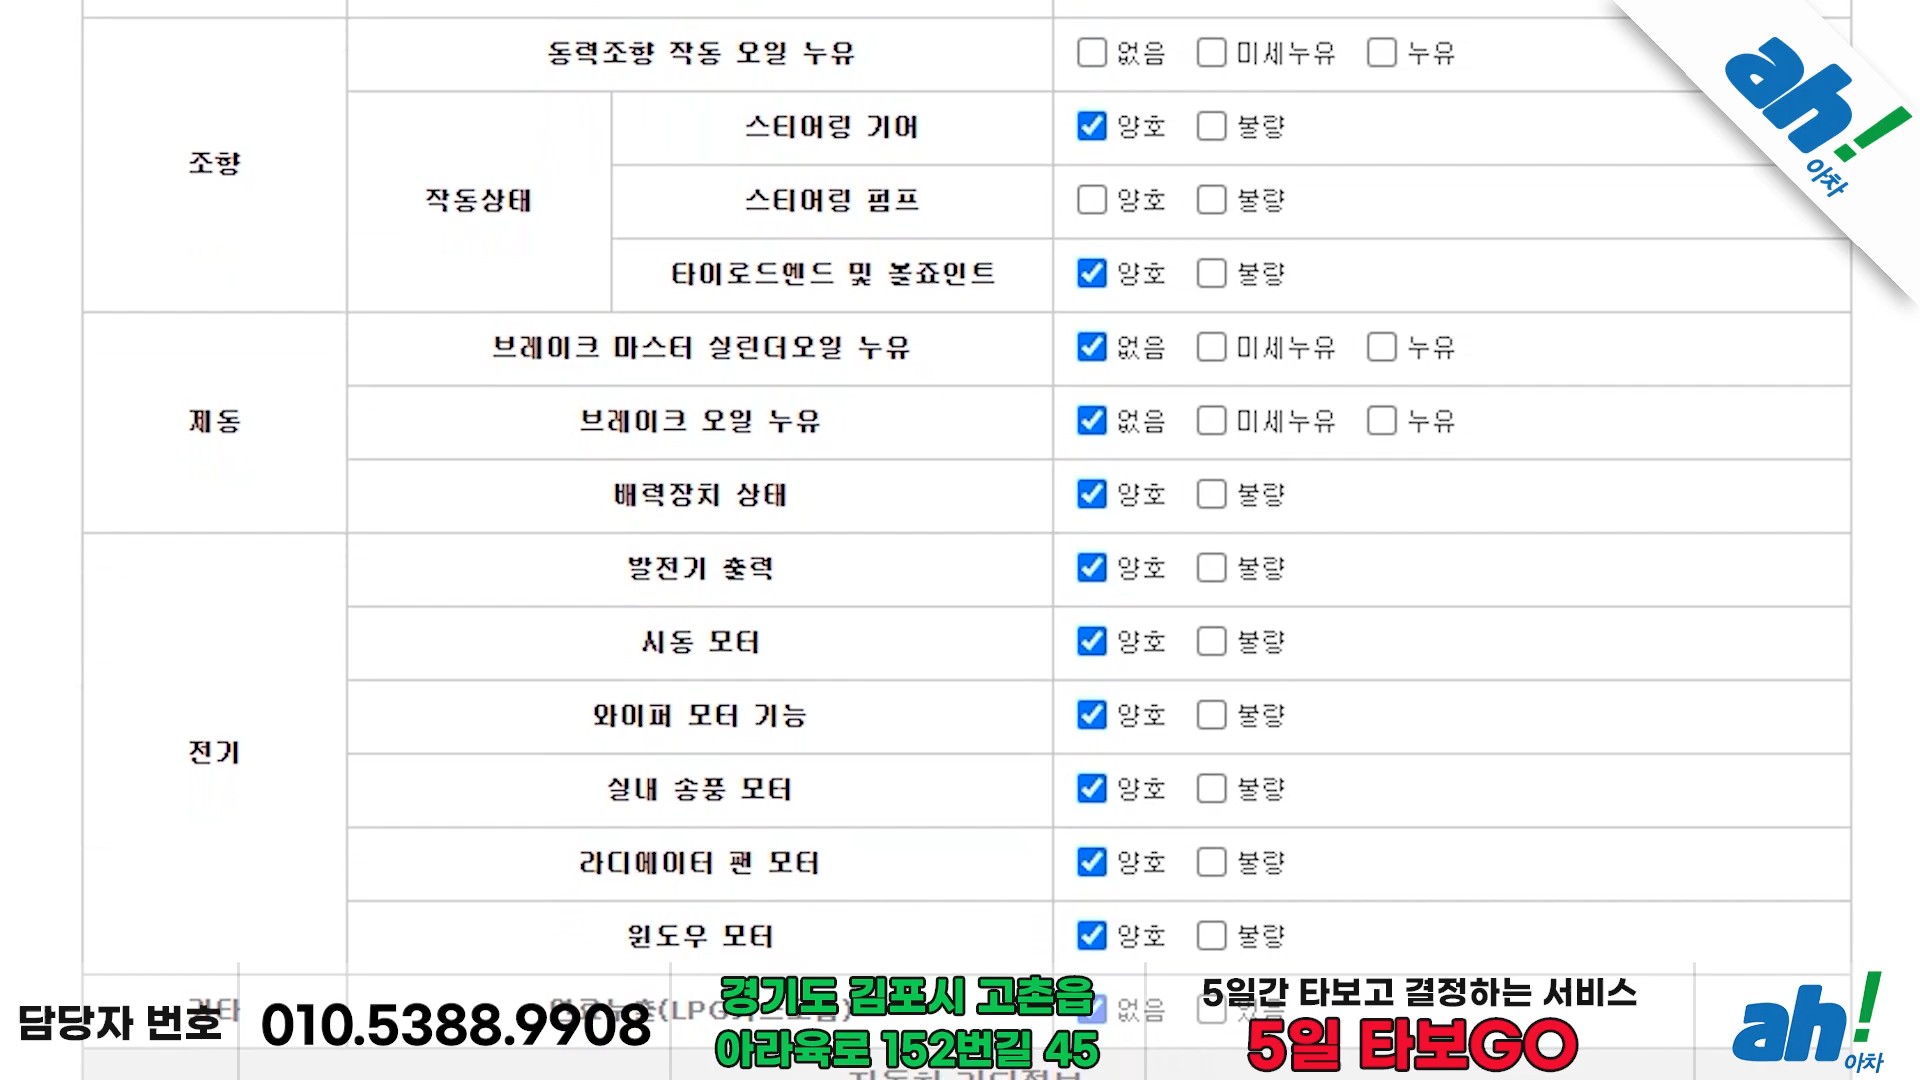 동력조향 작동 오일 누유 없음 미세누유 누유
조향
작동상태
스티어링 기어 양호 불량
스티어링 펌프 양호 불량
타이로드엔드 및 볼죠인트 양호 불량
제동
브레이크 마스터 실린더오일 누유 없음 미세누유 누유
브레이크 오일 누유 없음 미세누유 누유
배력장치 상태 양호 불량
전기
발전기 출력 양호 불량
시동 모터 양호 불량
와이퍼 모터 기능 양호 불량
실내 송풍 모터 양호 불량
라디에이터 팬 모터 양호 불량
윈도우 모터 양호 불량
없음
담당자 번호 010.5388.9908
경기도 김포시 고촌읍
아라육로 152번길 45
5일간 타보고 결정하는 서비스
5일 타보GO
ah!
아차
ah!
아차